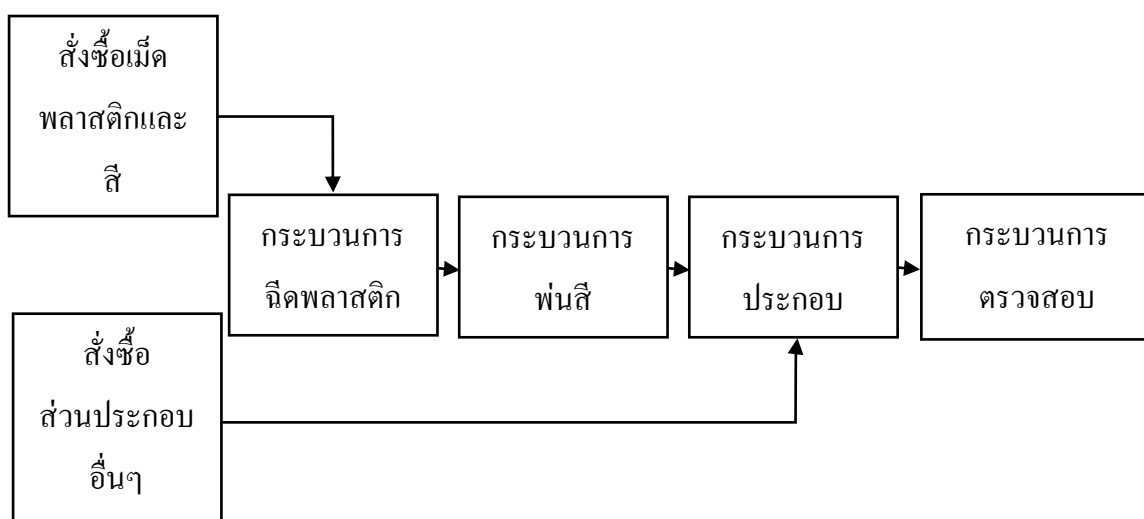 สั่งซื้อเม็ด
พลาสติกและ
สี
กระบวนการ
ฉีดพลาสติก
กระบวนการ
พ่นสี
กระบวนการ
ประกอบ
กระบวนการ
ตรวจสอบ
สั่งซื้อ
ส่วนประกอบ
อื่นๆ